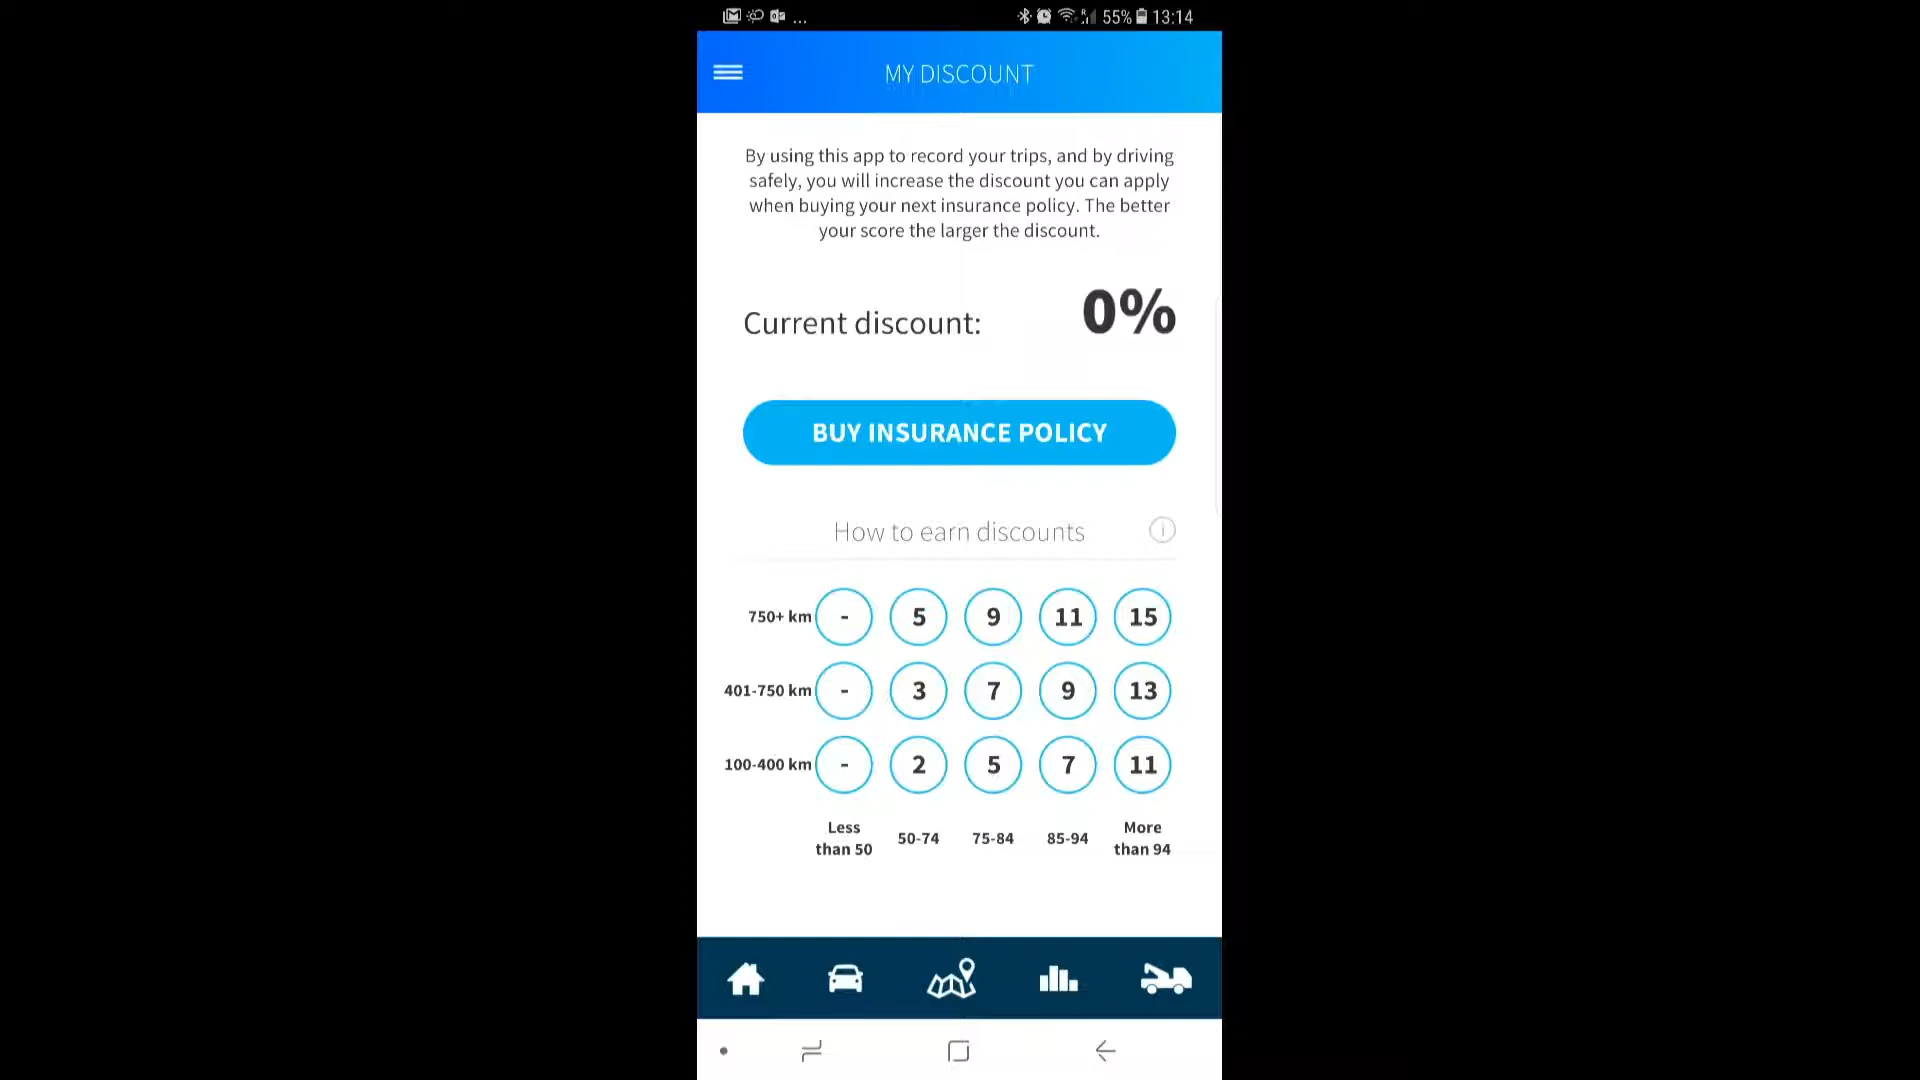 ... 55% 13:14
MY DISCOUNT
By using this app to record your trips, and by driving
safely, you will increase the discount you can apply
when buying your next insurance policy. The better
your score the larger the discount.
Current discount: 0%
BUY INSURANCE POLICY
How to earn discounts i
750+ km - 5 9 11 15
401-750 km - 3 7 9 13
100-400 km - 2 5 7 11
Less than 50 50-74 75-84 85-94 More than 94